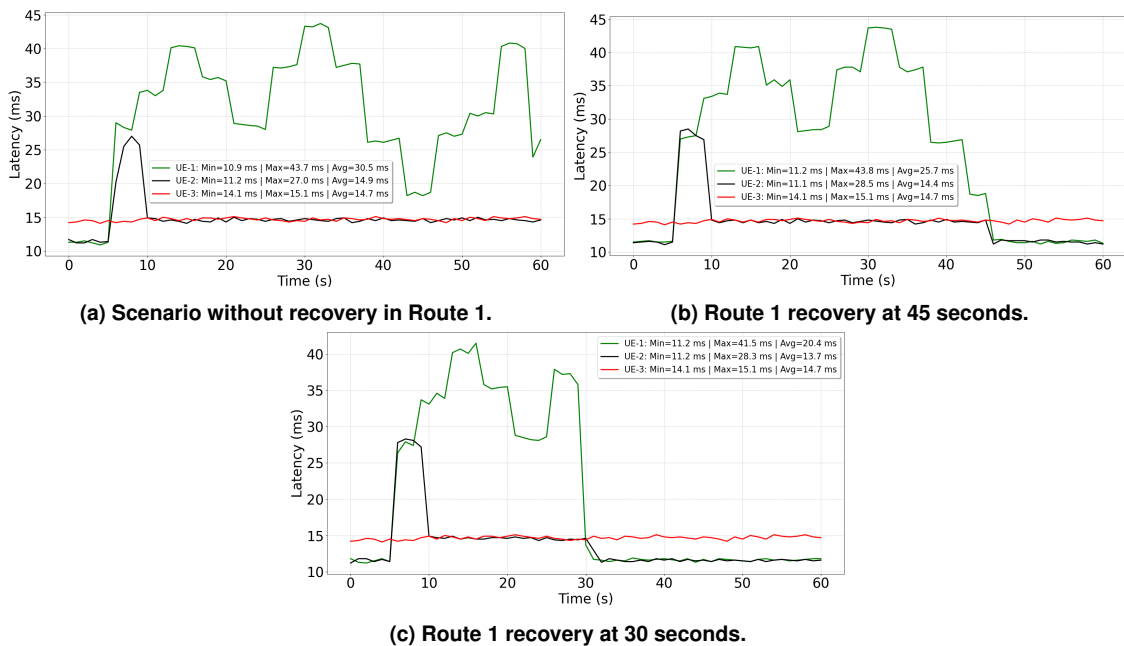 45
40
35
30
25
20
15
10
Latency (ms)
UE-1: Min=10.9 ms | Max=43.7 ms | Avg=30.5 ms
UE-2: Min=11.2 ms | Max=27.0 ms | Avg=14.9 ms
UE-3: Min=14.1 ms | Max=15.1 ms | Avg=14.7 ms
0 10 20 30 40 50 60
Time (s)
(a) Scenario without recovery in Route 1.
45
40
35
30
25
20
15
10
Latency (ms)
UE-1: Min=11.2 ms | Max=43.8 ms | Avg=25.7 ms
UE-2: Min=11.1 ms | Max=28.5 ms | Avg=14.4 ms
UE-3: Min=14.1 ms | Max=15.1 ms | Avg=14.7 ms
0 10 20 30 40 50 60
Time (s)
(b) Route 1 recovery at 45 seconds.
40
35
30
25
20
15
10
Latency (ms)
UE-1: Min=11.2 ms | Max=41.5 ms | Avg=20.4 ms
UE-2: Min=11.2 ms | Max=28.3 ms | Avg=13.7 ms
UE-3: Min=14.1 ms | Max=15.1 ms | Avg=14.7 ms
0 10 20 30 40 50 60
Time (s)
(c) Route 1 recovery at 30 seconds.